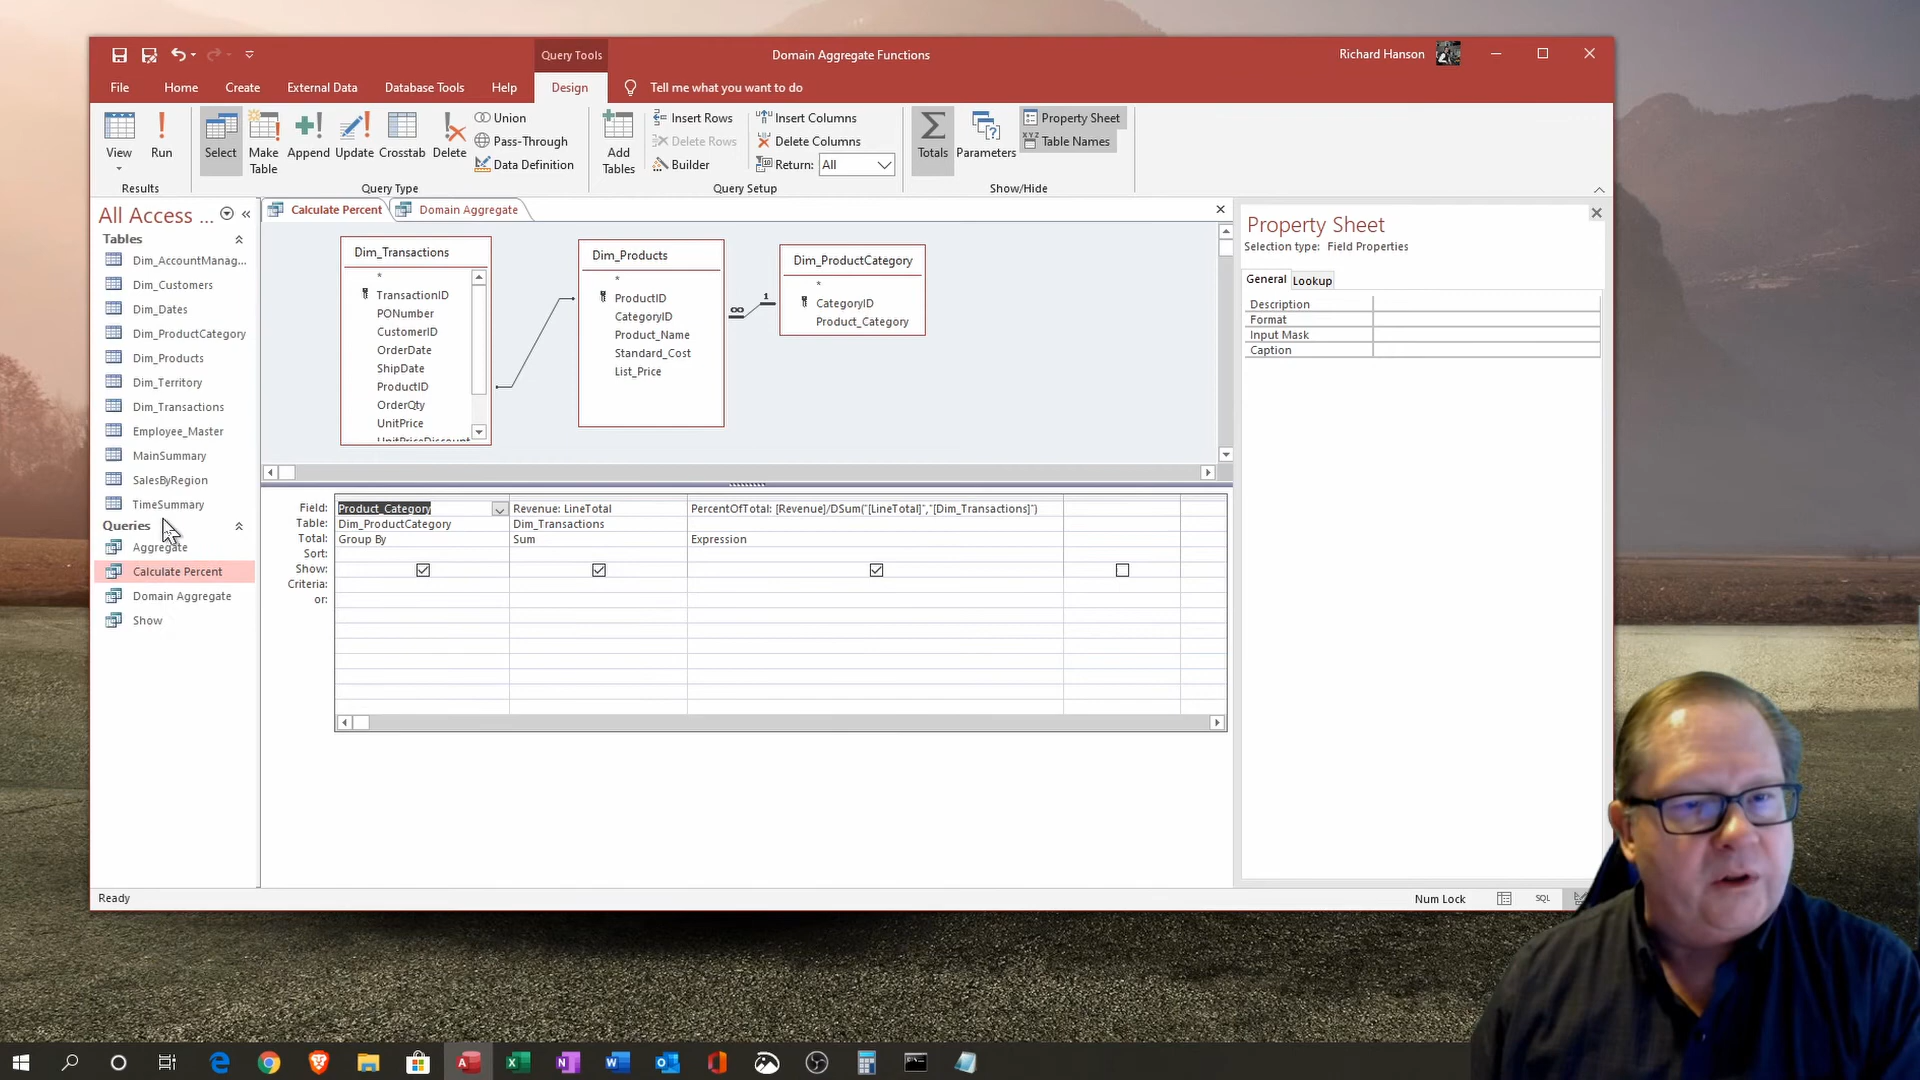 Query Tools
Domain Aggregate Functions
Richard Hanson
File
Home
Create
External Data
Database Tools
Help
Design
Tell me what you want to do
View
Run
Select
Make
Table
Append
Update
Crosstab
Delete
Union
Pass-Through
Data Definition
Add
Tables
Insert Rows
Delete Rows
Builder
Insert Columns
Delete Columns
Return: All
Totals
Parameters
Property Sheet
Table Names
Results
Query Type
Query Setup
Show/Hide
All Access ...
Tables
Dim_AccountManag...
Dim_Customers
Dim_Dates
Dim_ProductCategory
Dim_Products
Dim_Territory
Dim_Transactions
Employee_Master
MainSummary
SalesByRegion
TimeSummary
Queries
Aggregate
Calculate Percent
Domain Aggregate
Show
Calculate Percent
Domain Aggregate
Dim_Transactions
*
TransactionID
PONumber
CustomerID
OrderDate
ShipDate
ProductID
OrderQty
UnitPrice
UnitPriceDiscount
Dim_Products
*
ProductID
CategoryID
Product_Name
Standard_Cost
List_Price
∞
1
Dim_ProductCategory
*
CategoryID
Product_Category
Field: Product_Category Revenue: LineTotal PercentOfTotal: [Revenue]/DSum("[LineTotal]","[Dim_Transactions]")
Table: Dim_ProductCategory Dim_Transactions
Total: Group By Sum Expression
Sort:
Show:
Criteria:
or:
Property Sheet
Selection type: Field Properties
General
Lookup
Description
Format
Input Mask
Caption
Ready
Num Lock
SQL